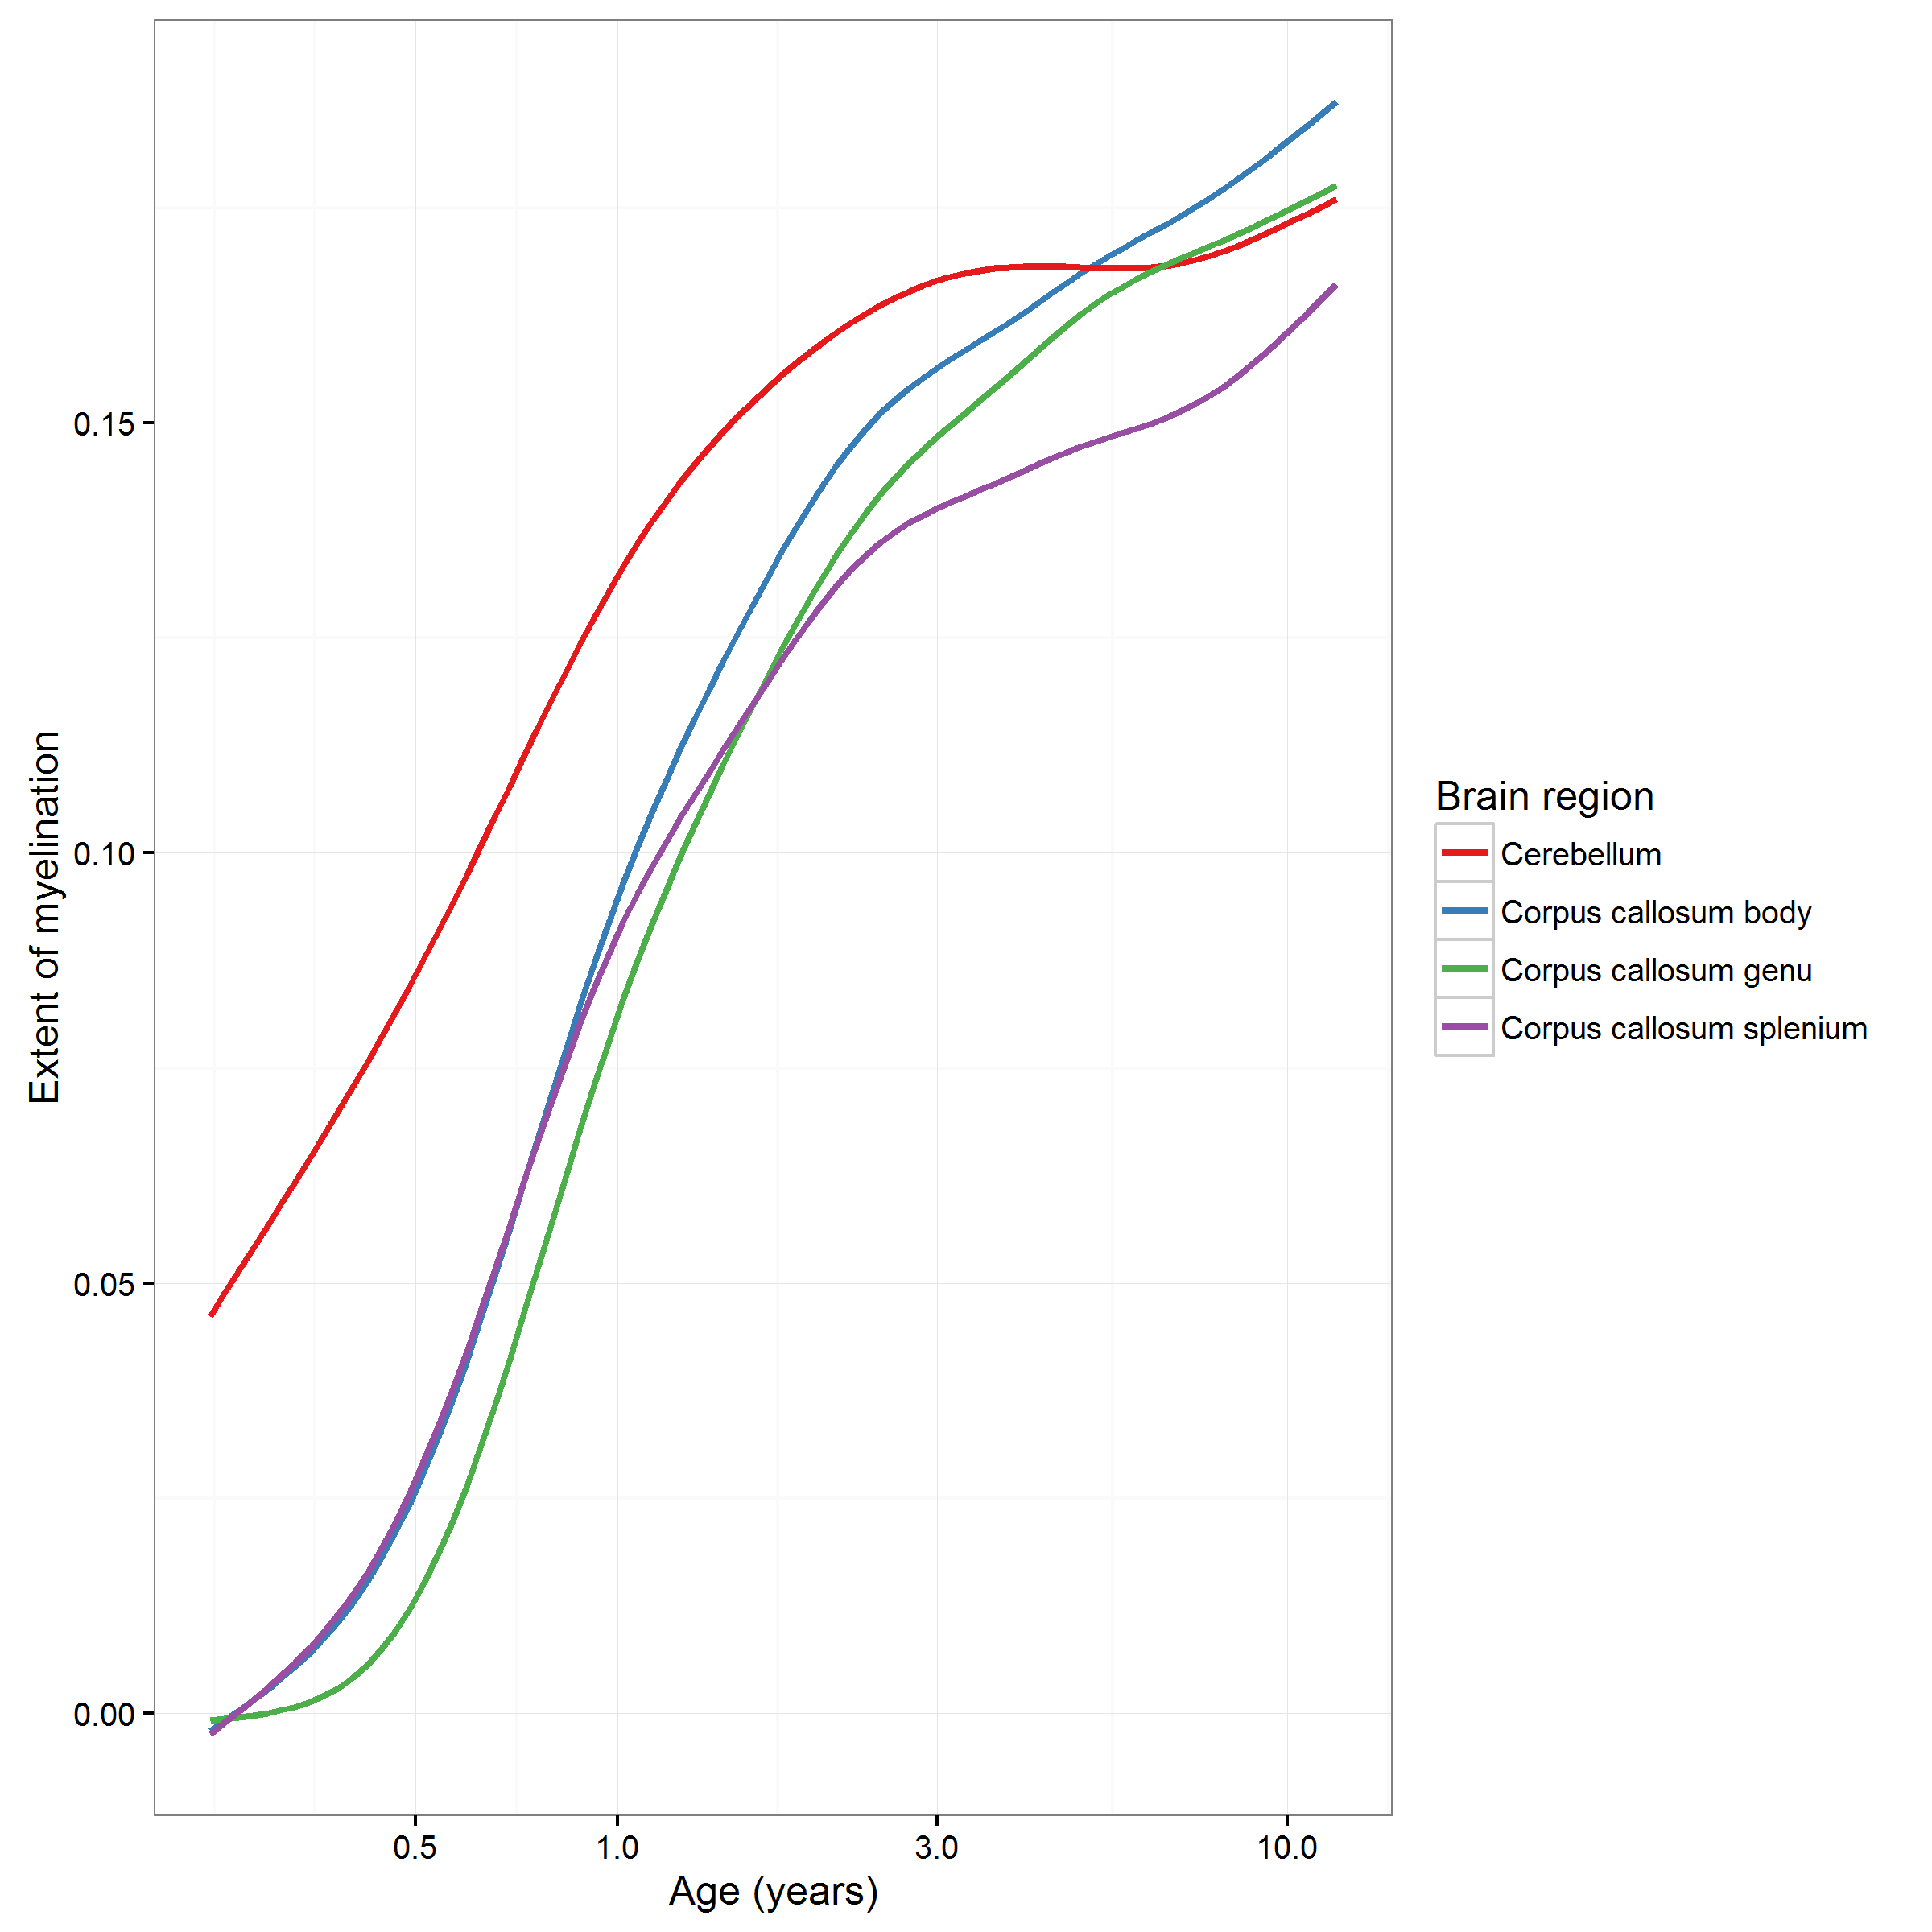 Extent of myelination
0.15
0.10
0.05
0.00
0.5 1.0 3.0 10.0
Age (years)
Brain region
Cerebellum
Corpus callosum body
Corpus callosum genu
Corpus callosum splenium